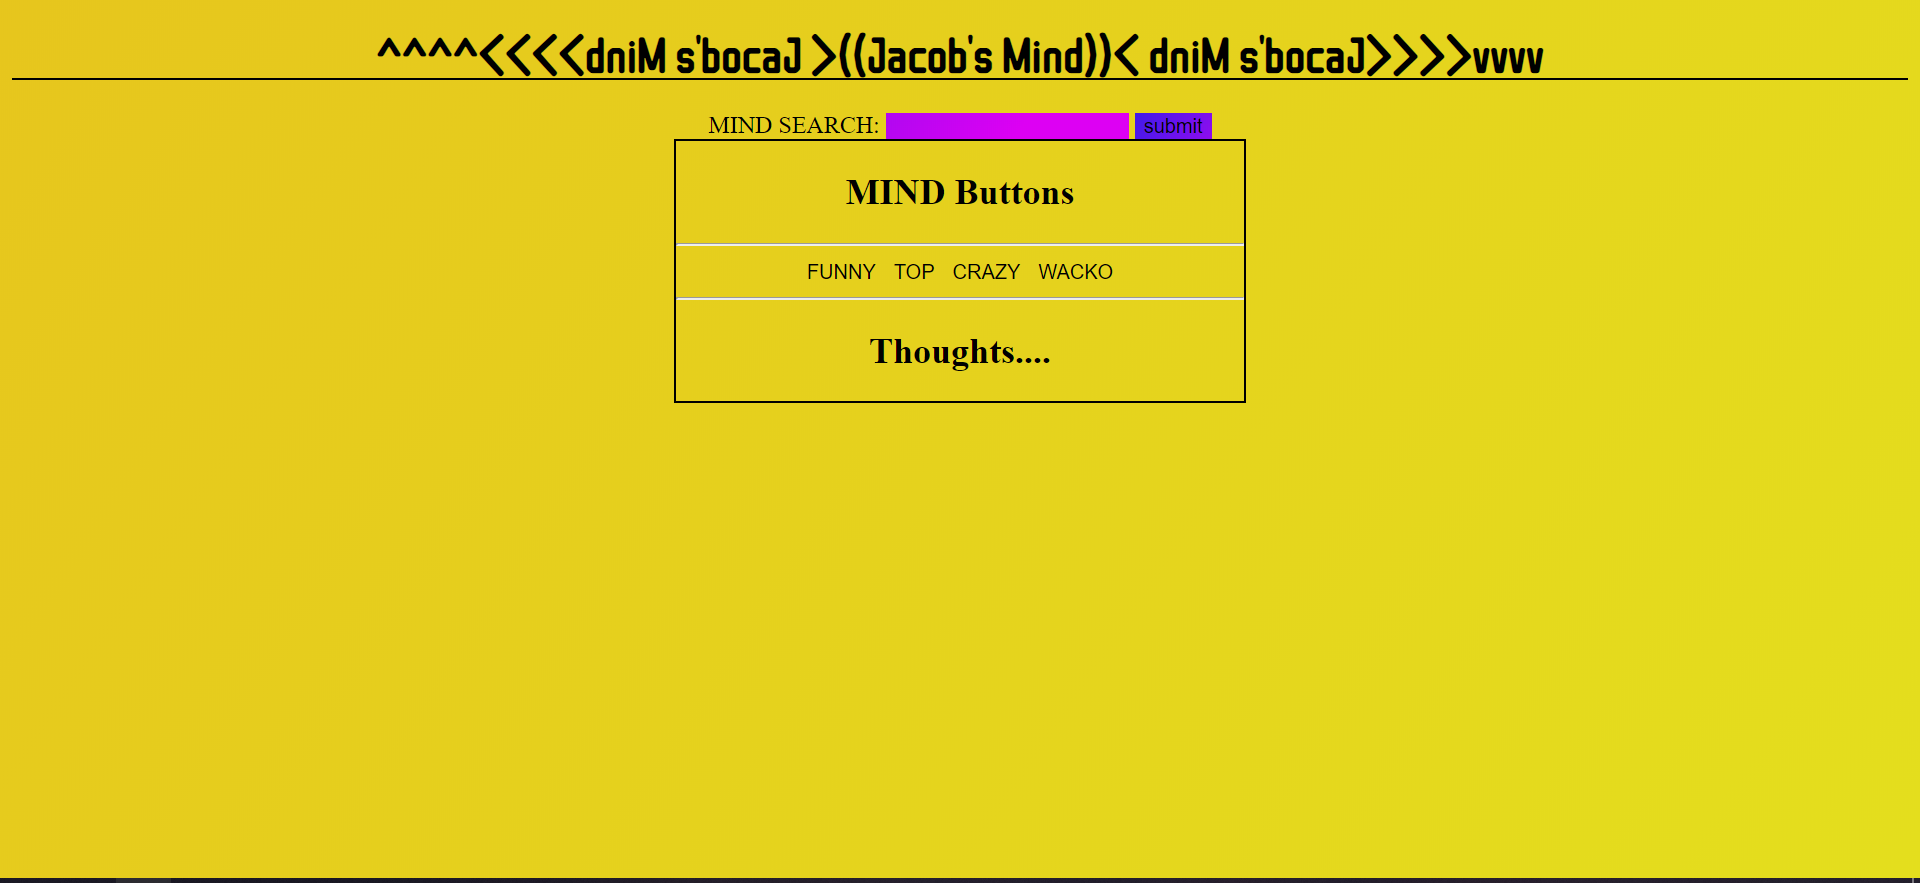 ^^^^<<<<dniM s'bocaJ >((Jacob's Mind))< dniM s'bocaJ>>>>vvvv
MIND SEARCH: submit
MIND Buttons
FUNNY TOP CRAZY WACKO
Thoughts....